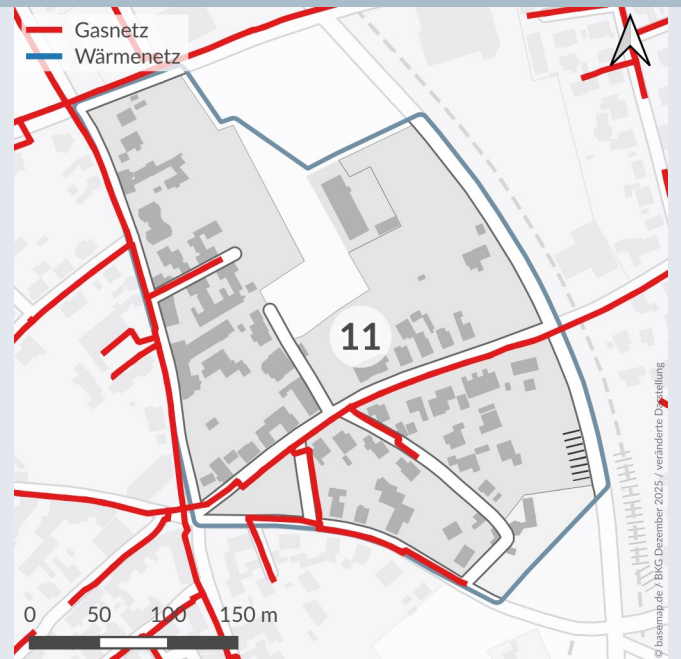 Gasnetz
Wärmenetz
11
0 50 100 150 m
© basemap.de / BKG Dezember 2025 / veränderte Darstellung